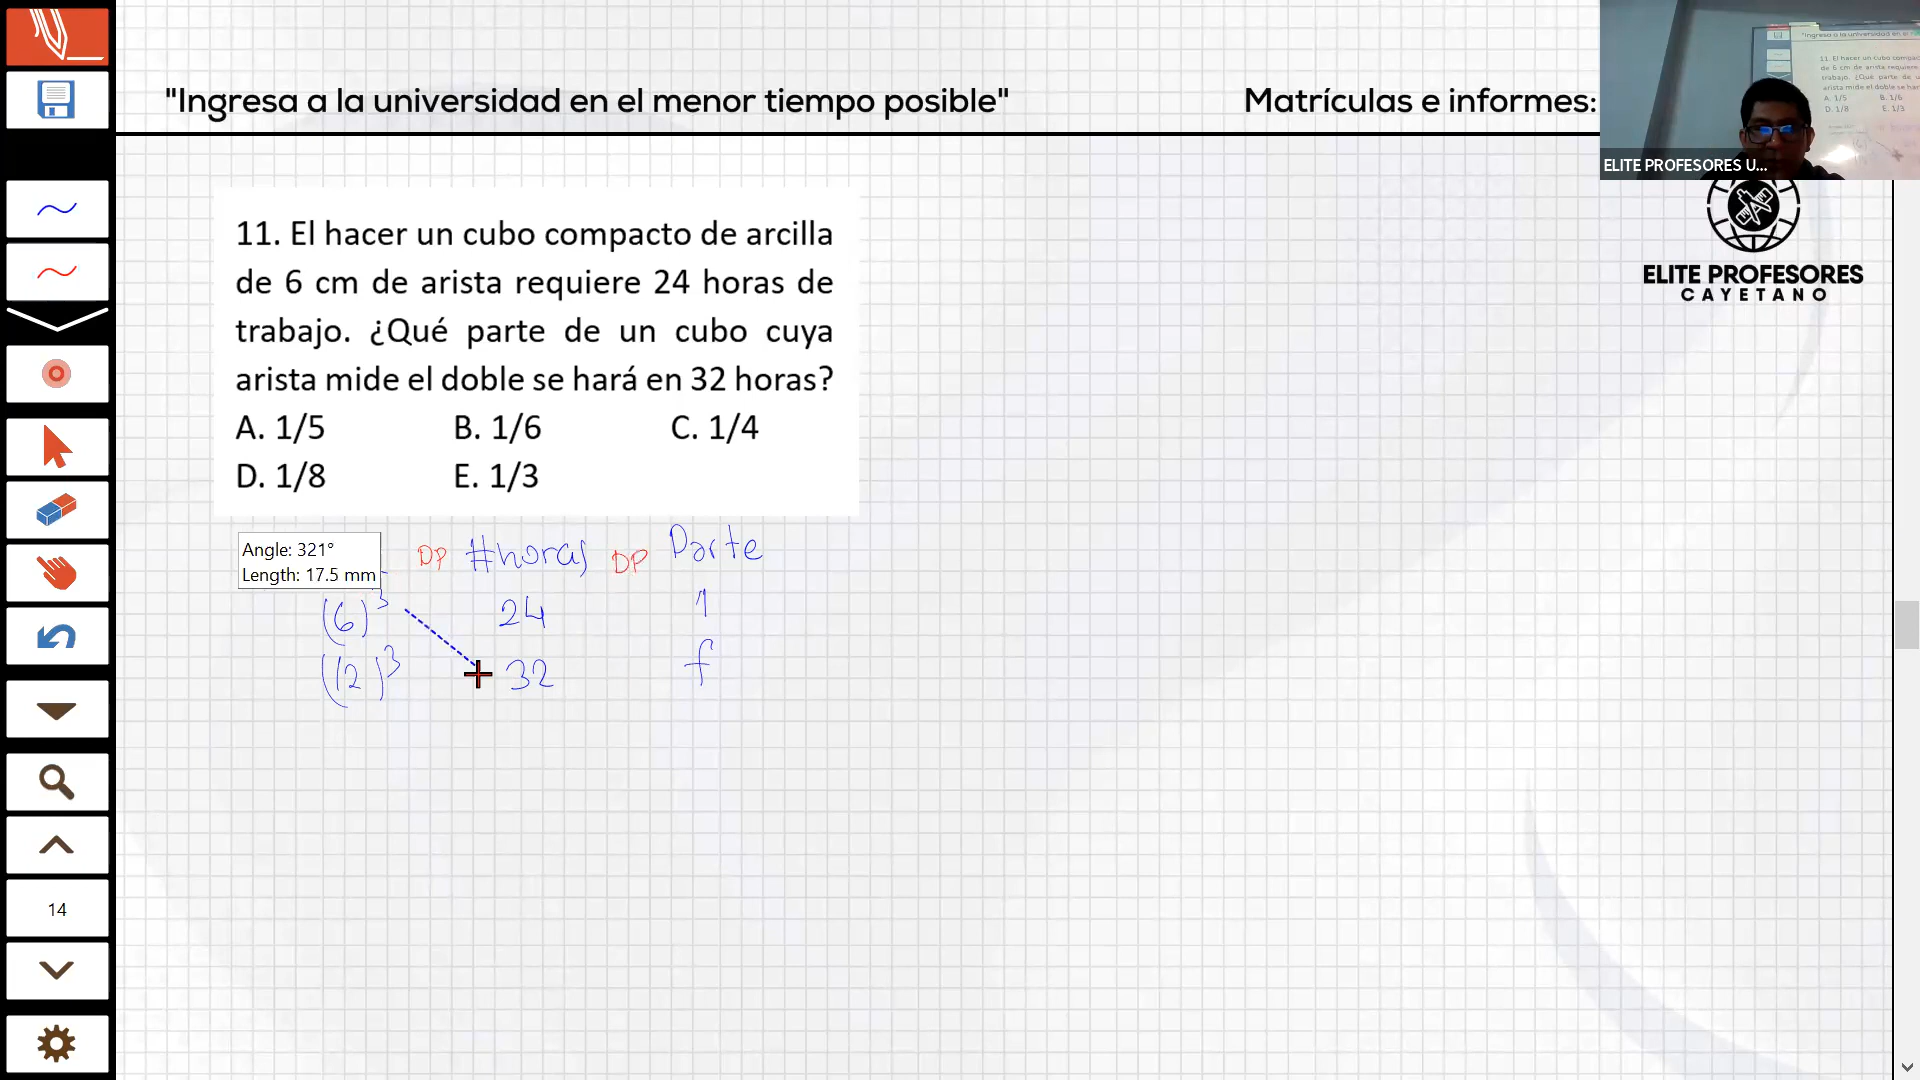 "Ingresa a la universidad en el menor tiempo posible"
Matrículas e informes:
ELITE PROFESORES U...
ELITE PROFESORES
CAYETANO
11. El hacer un cubo compacto de arcilla
de 6 cm de arista requiere 24 horas de
trabajo. ¿Qué parte de un cubo cuya
arista mide el doble se hará en 32 horas?
A. 1/5 B. 1/6 C. 1/4
D. 1/8 E. 1/3
Angle: 321°
Length: 17.5 mm
DP #horas DP Parte
(6)³ 24 1
(12)³ 32 f
14